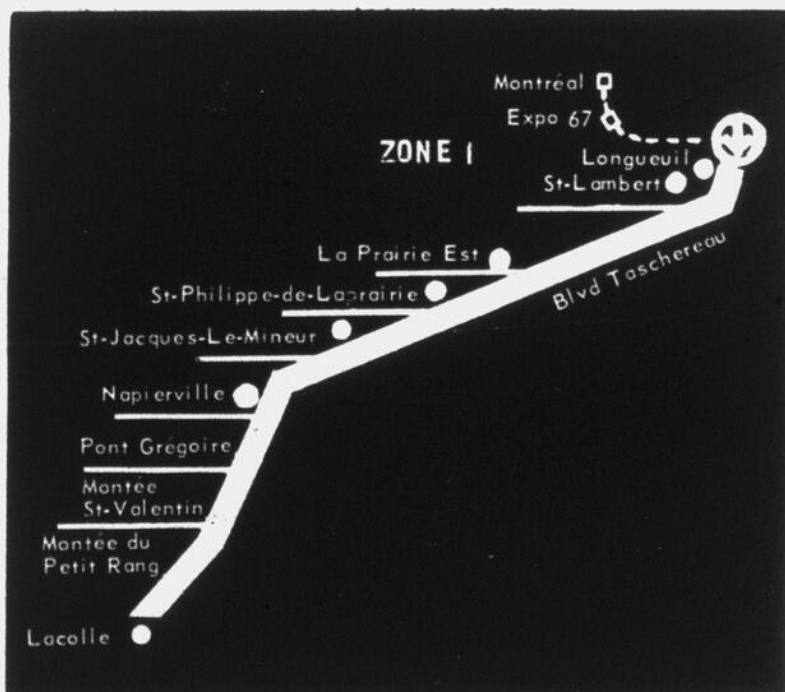 Montréal
Expo 67
ZONE 1
Longueuil
St-Lambert
La Prairie Est
Blvd Taschereau
St-Philippe-de-Laprairie
St-Jacques-Le-Mineur
Napierville
Pont Grégoire
Montée
St-Valentin
Montée du
Petit Rang
Lacolle